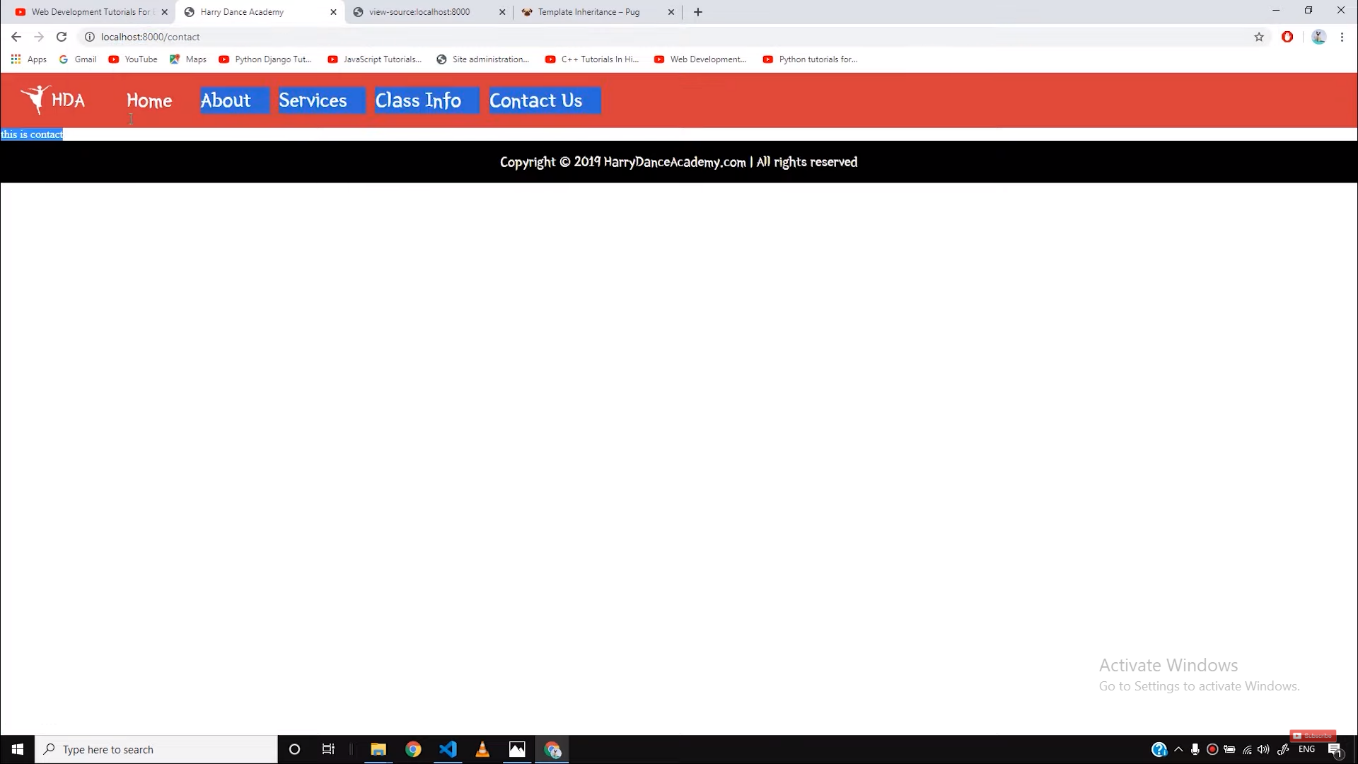 Web Development Tutorials For
Harry Dance Academy
view-source:localhost:8000
Template Inheritance – Pug
localhost:8000/contact
Apps
Gmail
YouTube
Maps
Python Django Tut...
JavaScript Tutorials...
Site administration...
C++ Tutorials In Hi...
Web Development...
Python tutorials for...
HDA
Home
About
Services
Class Info
Contact Us
this is contact
Copyright © 2019 HarryDanceAcademy.com | All rights reserved
Activate Windows
Go to Settings to activate Windows.
Subscribe
Type here to search
ENG